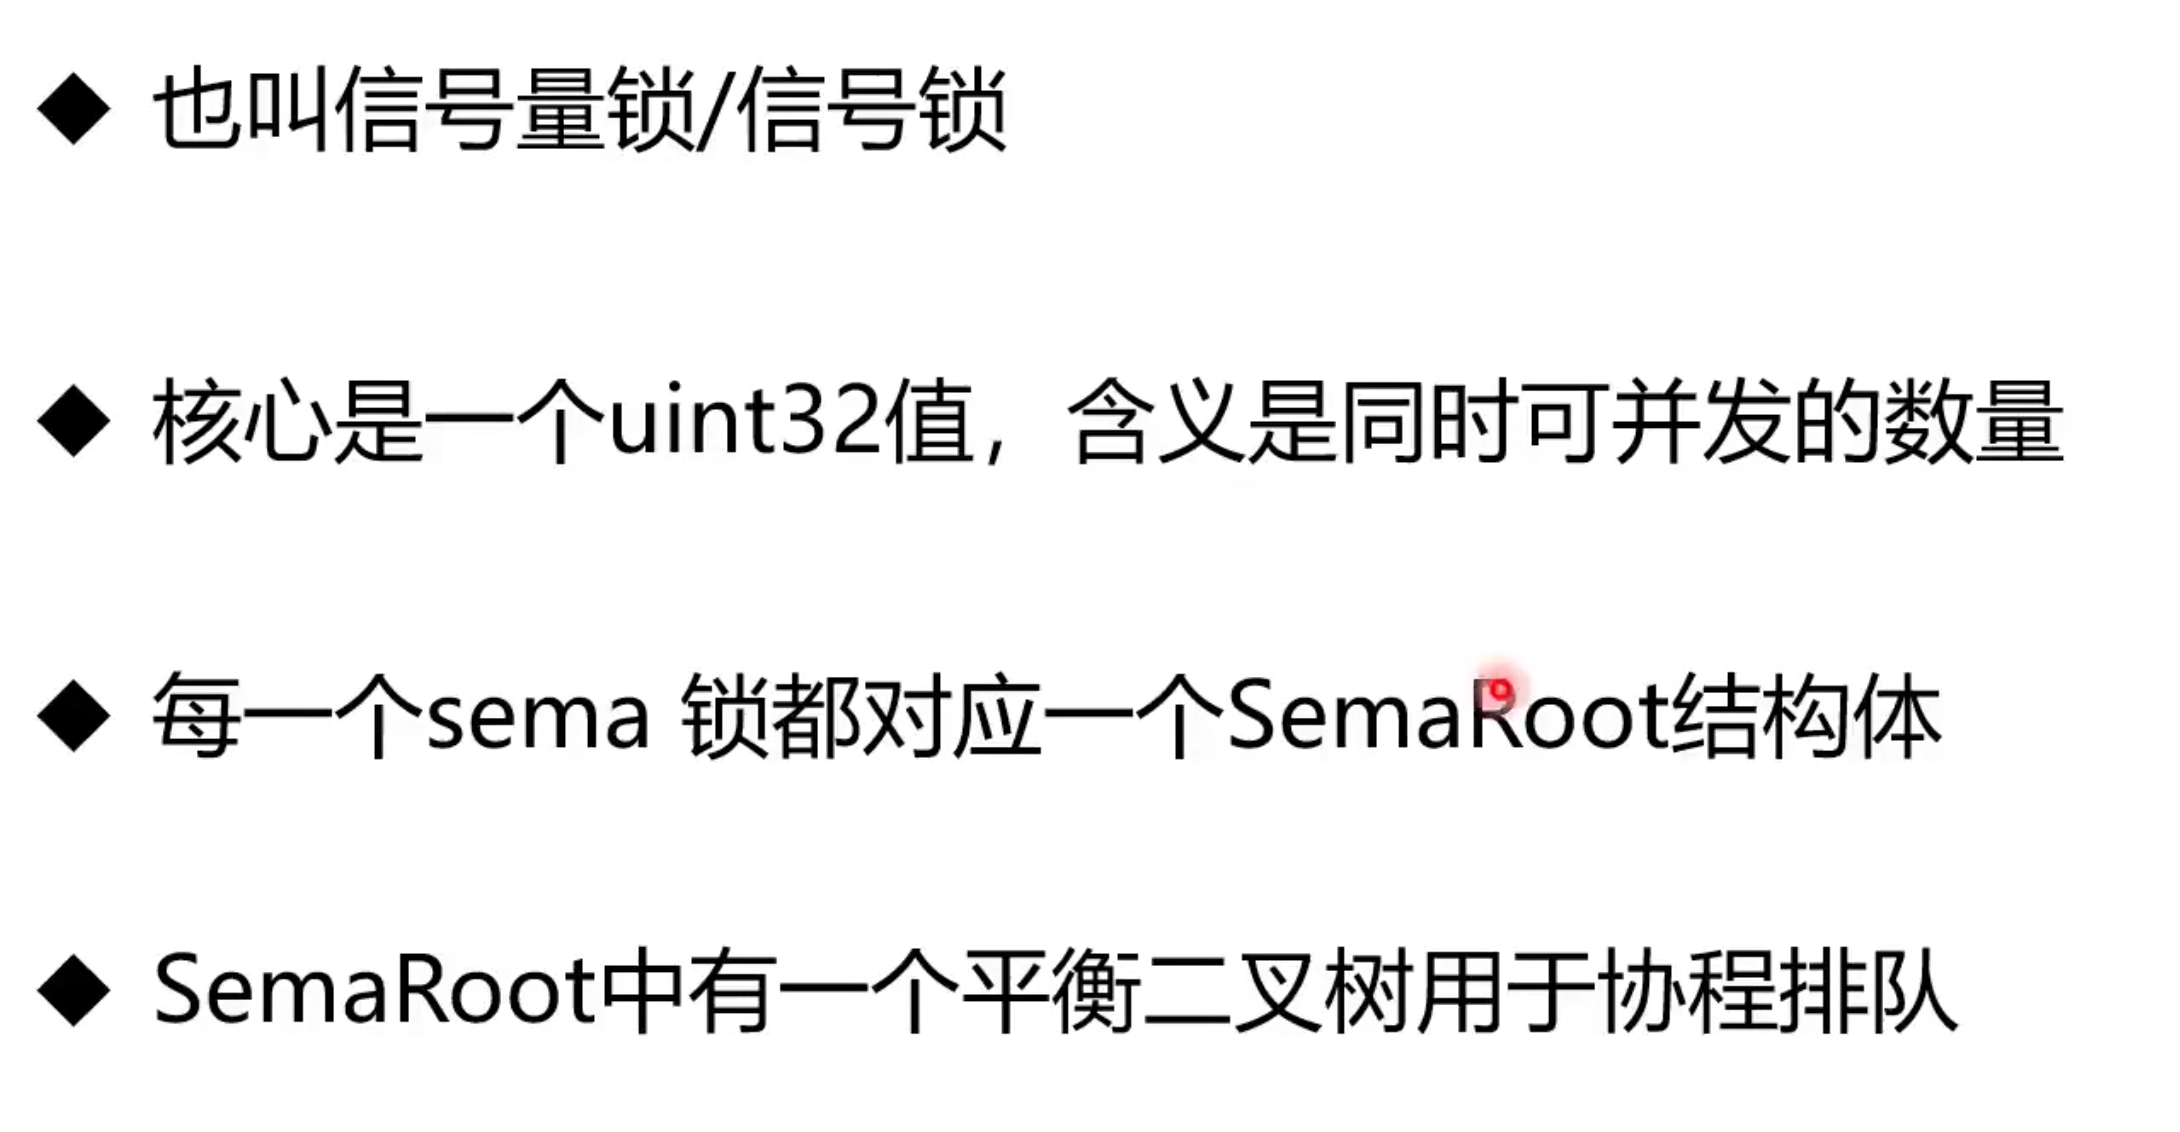 也叫信号量锁/信号锁
核心是一个uint32值，含义是同时可并发的数量
每一个sema 锁都对应一个SemaRoot结构体
SemaRoot中有一个平衡二叉树用于协程排队